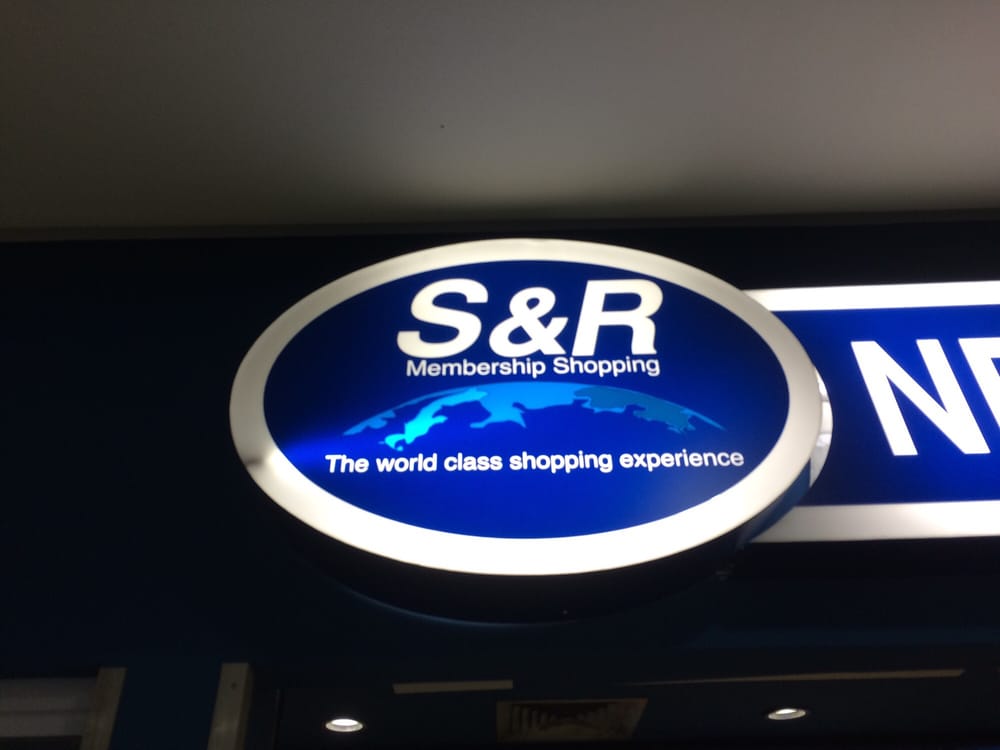 S&R
Membership Shopping
The world class shopping experience